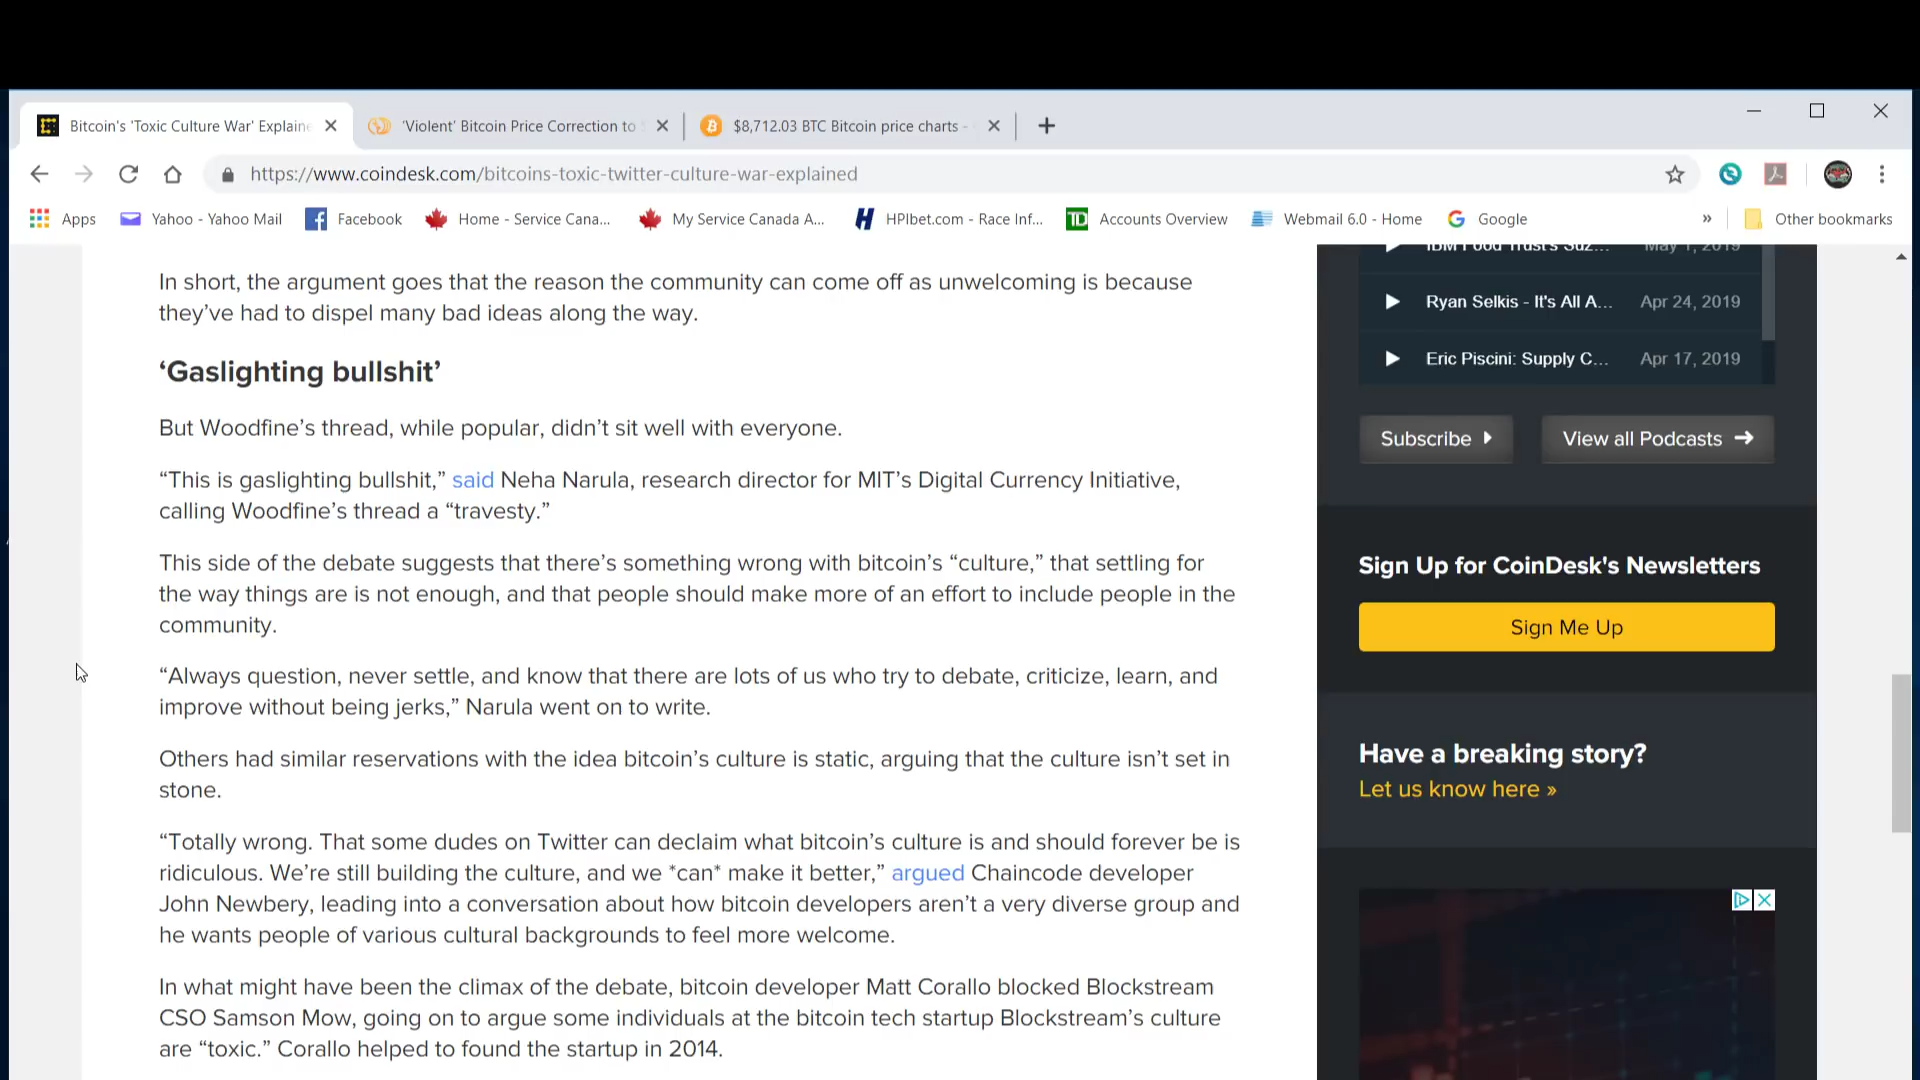 Bitcoin's 'Toxic Culture War' Explaine
'Violent' Bitcoin Price Correction to
$8,712.03 BTC Bitcoin price charts -
https://www.coindesk.com/bitcoins-toxic-twitter-culture-war-explained
Apps
Yahoo - Yahoo Mail
Facebook
Home - Service Cana...
My Service Canada A...
HPIbet.com - Race Inf...
TD
Accounts Overview
Webmail 6.0 - Home
Google
»
Other bookmarks
In short, the argument goes that the reason the community can come off as unwelcoming is because
they’ve had to dispel many bad ideas along the way.
‘Gaslighting bullshit’
But Woodfine’s thread, while popular, didn’t sit well with everyone.
“This is gaslighting bullshit,” said Neha Narula, research director for MIT’s Digital Currency Initiative,
calling Woodfine’s thread a “travesty.”
This side of the debate suggests that there’s something wrong with bitcoin’s “culture,” that settling for
the way things are is not enough, and that people should make more of an effort to include people in the
community.
“Always question, never settle, and know that there are lots of us who try to debate, criticize, learn, and
improve without being jerks,” Narula went on to write.
Others had similar reservations with the idea bitcoin’s culture is static, arguing that the culture isn’t set in
stone.
“Totally wrong. That some dudes on Twitter can declaim what bitcoin’s culture is and should forever be is
ridiculous. We’re still building the culture, and we *can* make it better,” argued Chaincode developer
John Newbery, leading into a conversation about how bitcoin developers aren’t a very diverse group and
he wants people of various cultural backgrounds to feel more welcome.
In what might have been the climax of the debate, bitcoin developer Matt Corallo blocked Blockstream
CSO Samson Mow, going on to argue some individuals at the bitcoin tech startup Blockstream’s culture
are “toxic.” Corallo helped to found the startup in 2014.
IBM Food Trust's Suz... May 1, 2019
Ryan Selkis - It's All A... Apr 24, 2019
Eric Piscini: Supply C... Apr 17, 2019
Subscribe
View all Podcasts
Sign Up for CoinDesk's Newsletters
Sign Me Up
Have a breaking story?
Let us know here »